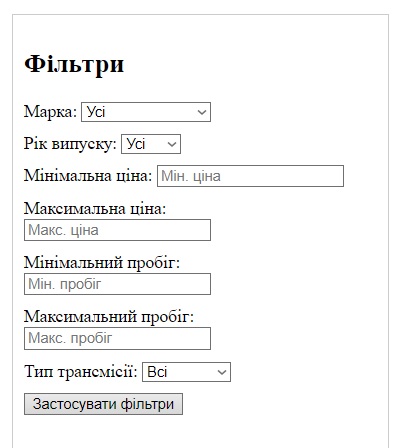 Фільтри
Марка: Усі
Рік випуску: Усі
Мінімальна ціна: Мін. ціна
Максимальна ціна:
Макс. ціна
Мінімальний пробіг:
Мін. пробіг
Максимальний пробіг:
Макс. пробіг
Тип трансмісії: Всі
Застосувати фільтри